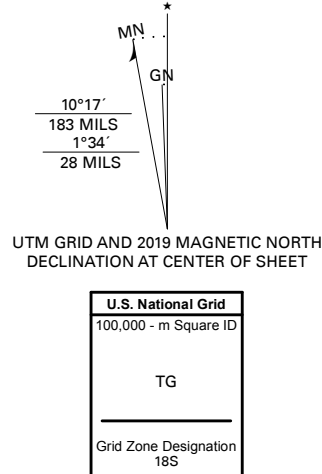 ★
MN
GN
10°17´
183 MILS
1°34´
28 MILS
UTM GRID AND 2019 MAGNETIC NORTH
DECLINATION AT CENTER OF SHEET
U.S. National Grid
100,000 - m Square ID
TG
Grid Zone Designation
18S